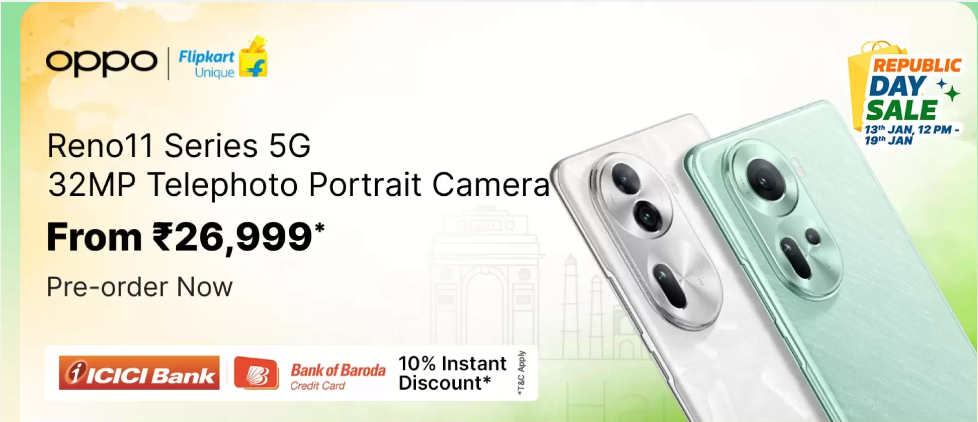 oppo
Flipkart
Unique
REPUBLIC
DAY
SALE
13th JAN, 12 PM -
19th JAN
Reno11 Series 5G
32MP Telephoto Portrait Camera
From ₹26,999*
Pre-order Now
ICICI Bank
Bank of Baroda
Credit Card
10% Instant
Discount*
*T&C Apply